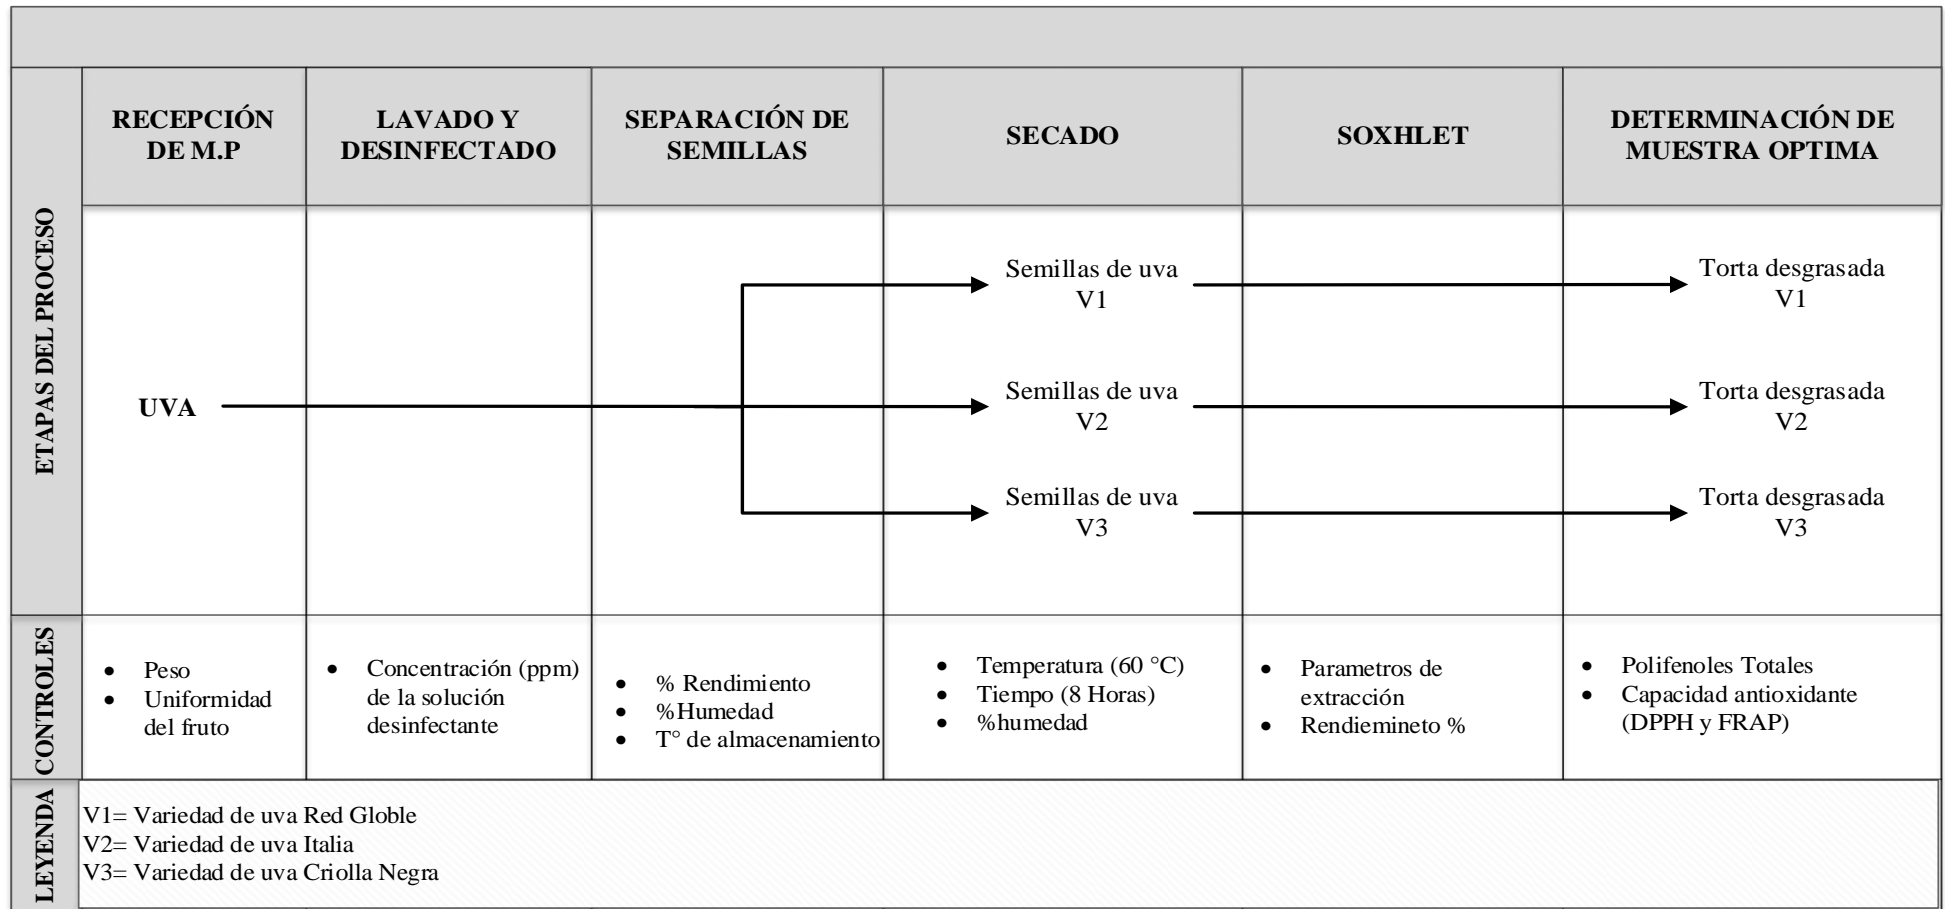 RECEPCIÓN
DE M.P
LAVADO Y
DESINFECTADO
SEPARACIÓN DE
SEMILLAS
SECADO
SOXHLET
DETERMINACIÓN DE
MUESTRA OPTIMA
ETAPAS DEL PROCESO
UVA
Semillas de uva
V1
Semillas de uva
V2
Semillas de uva
V3
Torta desgrasada
V1
Torta desgrasada
V2
Torta desgrasada
V3
CONTROLES
• Peso
• Uniformidad
del fruto
• Concentración (ppm)
de la solución
desinfectante
• % Rendimiento
• %Humedad
• T° de almacenamiento
• Temperatura (60 °C)
• Tiempo (8 Horas)
• %humedad
• Parametros de
extracción
• Rendiemineto %
• Polifenoles Totales
• Capacidad antioxidante
(DPPH y FRAP)
LEYENDA
V1= Variedad de uva Red Globle
V2= Variedad de uva Italia
V3= Variedad de uva Criolla Negra